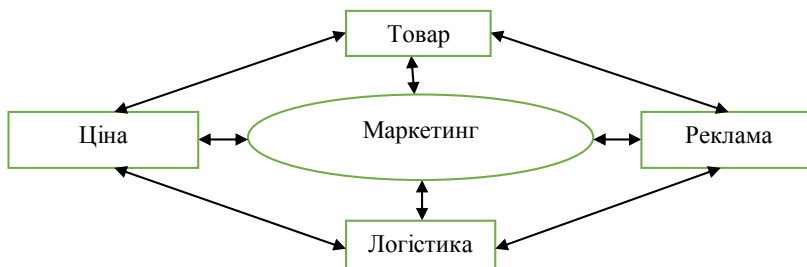 Товар
Ціна
Маркетинг
Реклама
Логістика